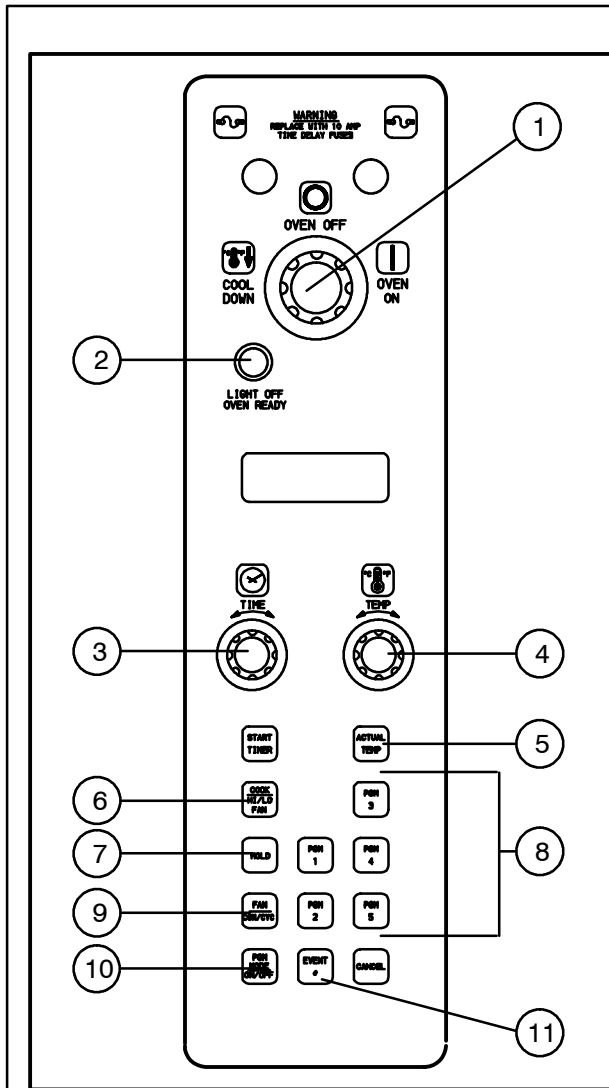 WARNING
REPLACE WITH 10 AMP
TIME DELAY FUSES
1
OVEN OFF
°C °F
COOL
DOWN
OVEN
ON
2
LIGHT OFF
OVEN READY
°C °F
TIME
TEMP
3
4
START
TIMER
ACTUAL
TEMP
5
6
COOK
HI/LO
FAN
PGM
3
7
HOLD
PGM
1
PGM
4
8
9
FAN
CON/CYC
PGM
2
PGM
5
10
PGM
MODE
ON/OFF
EVENT
#
CANCEL
11